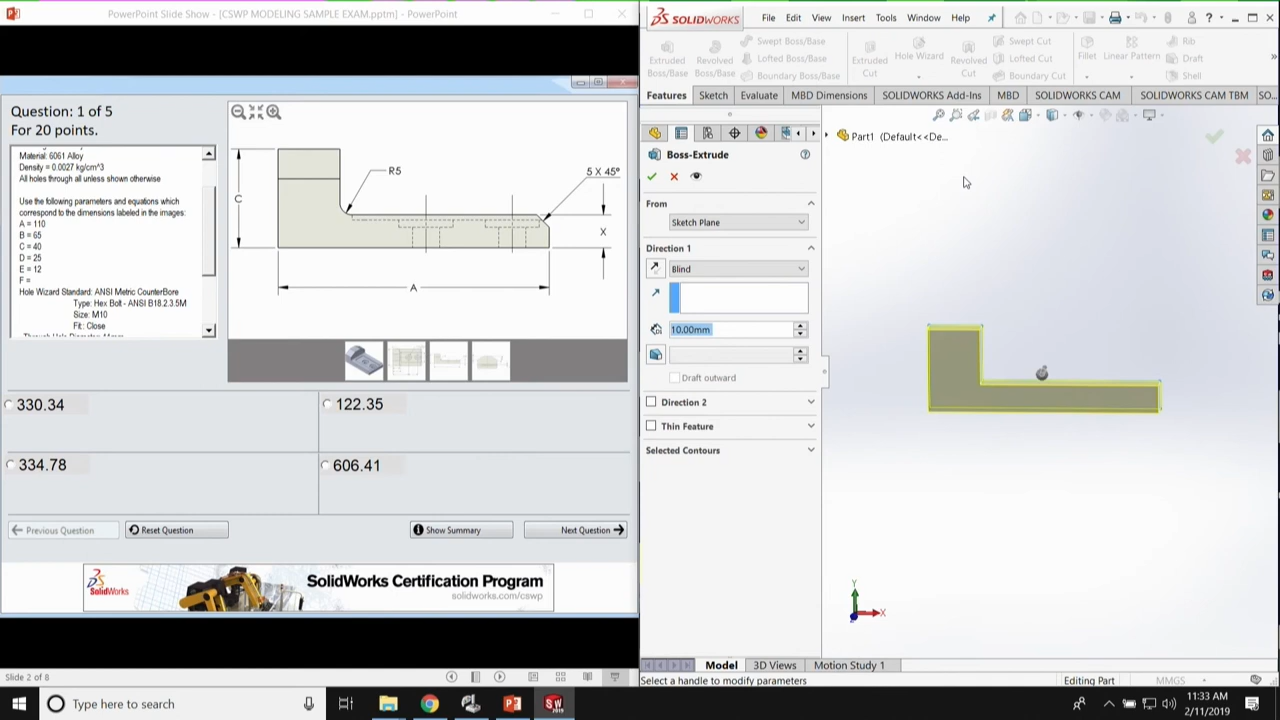 PowerPoint Slide Show - [CSWP MODELING SAMPLE EXAM.pptm] - PowerPoint
Question: 1 of 5
For 20 points.
Material: 6061 Alloy
Density = 0.0027 kg/cm^3
All holes through all unless shown otherwise
Use the following parameters and equations which
correspond to the dimensions labeled in the images:
A = 110
B = 65
C = 40
D = 25
E = 12
F =
Hole Wizard Standard: ANSI Metric CounterBore
Type: Hex Bolt - ANSI B18.2.3.5M
Size: M10
Fit: Close
R5
5 X 45°
C
X
A
330.34
122.35
334.78
606.41
Previous Question
Reset Question
Show Summary
Next Question
SolidWorks
SolidWorks Certification Program
solidworks.com/cswp
Slide 2 of 8
SOLIDWORKS
File Edit View Insert Tools Window Help
Extruded Boss/Base
Revolved Boss/Base
Swept Boss/Base
Lofted Boss/Base
Boundary Boss/Base
Extruded Cut
Hole Wizard
Revolved Cut
Swept Cut
Lofted Cut
Boundary Cut
Fillet
Linear Pattern
Rib
Draft
Shell
Features Sketch Evaluate MBD Dimensions SOLIDWORKS Add-Ins MBD SOLIDWORKS CAM SOLIDWORKS CAM TBM SO...
Part1 (Default<<De...
Boss-Extrude
From
Sketch Plane
Direction 1
Blind
10.00mm
Draft outward
Direction 2
Thin Feature
Selected Contours
Y
X
Model 3D Views Motion Study 1
Select a handle to modify parameters
Editing Part
MMGS
Type here to search
11:33 AM
2/11/2019